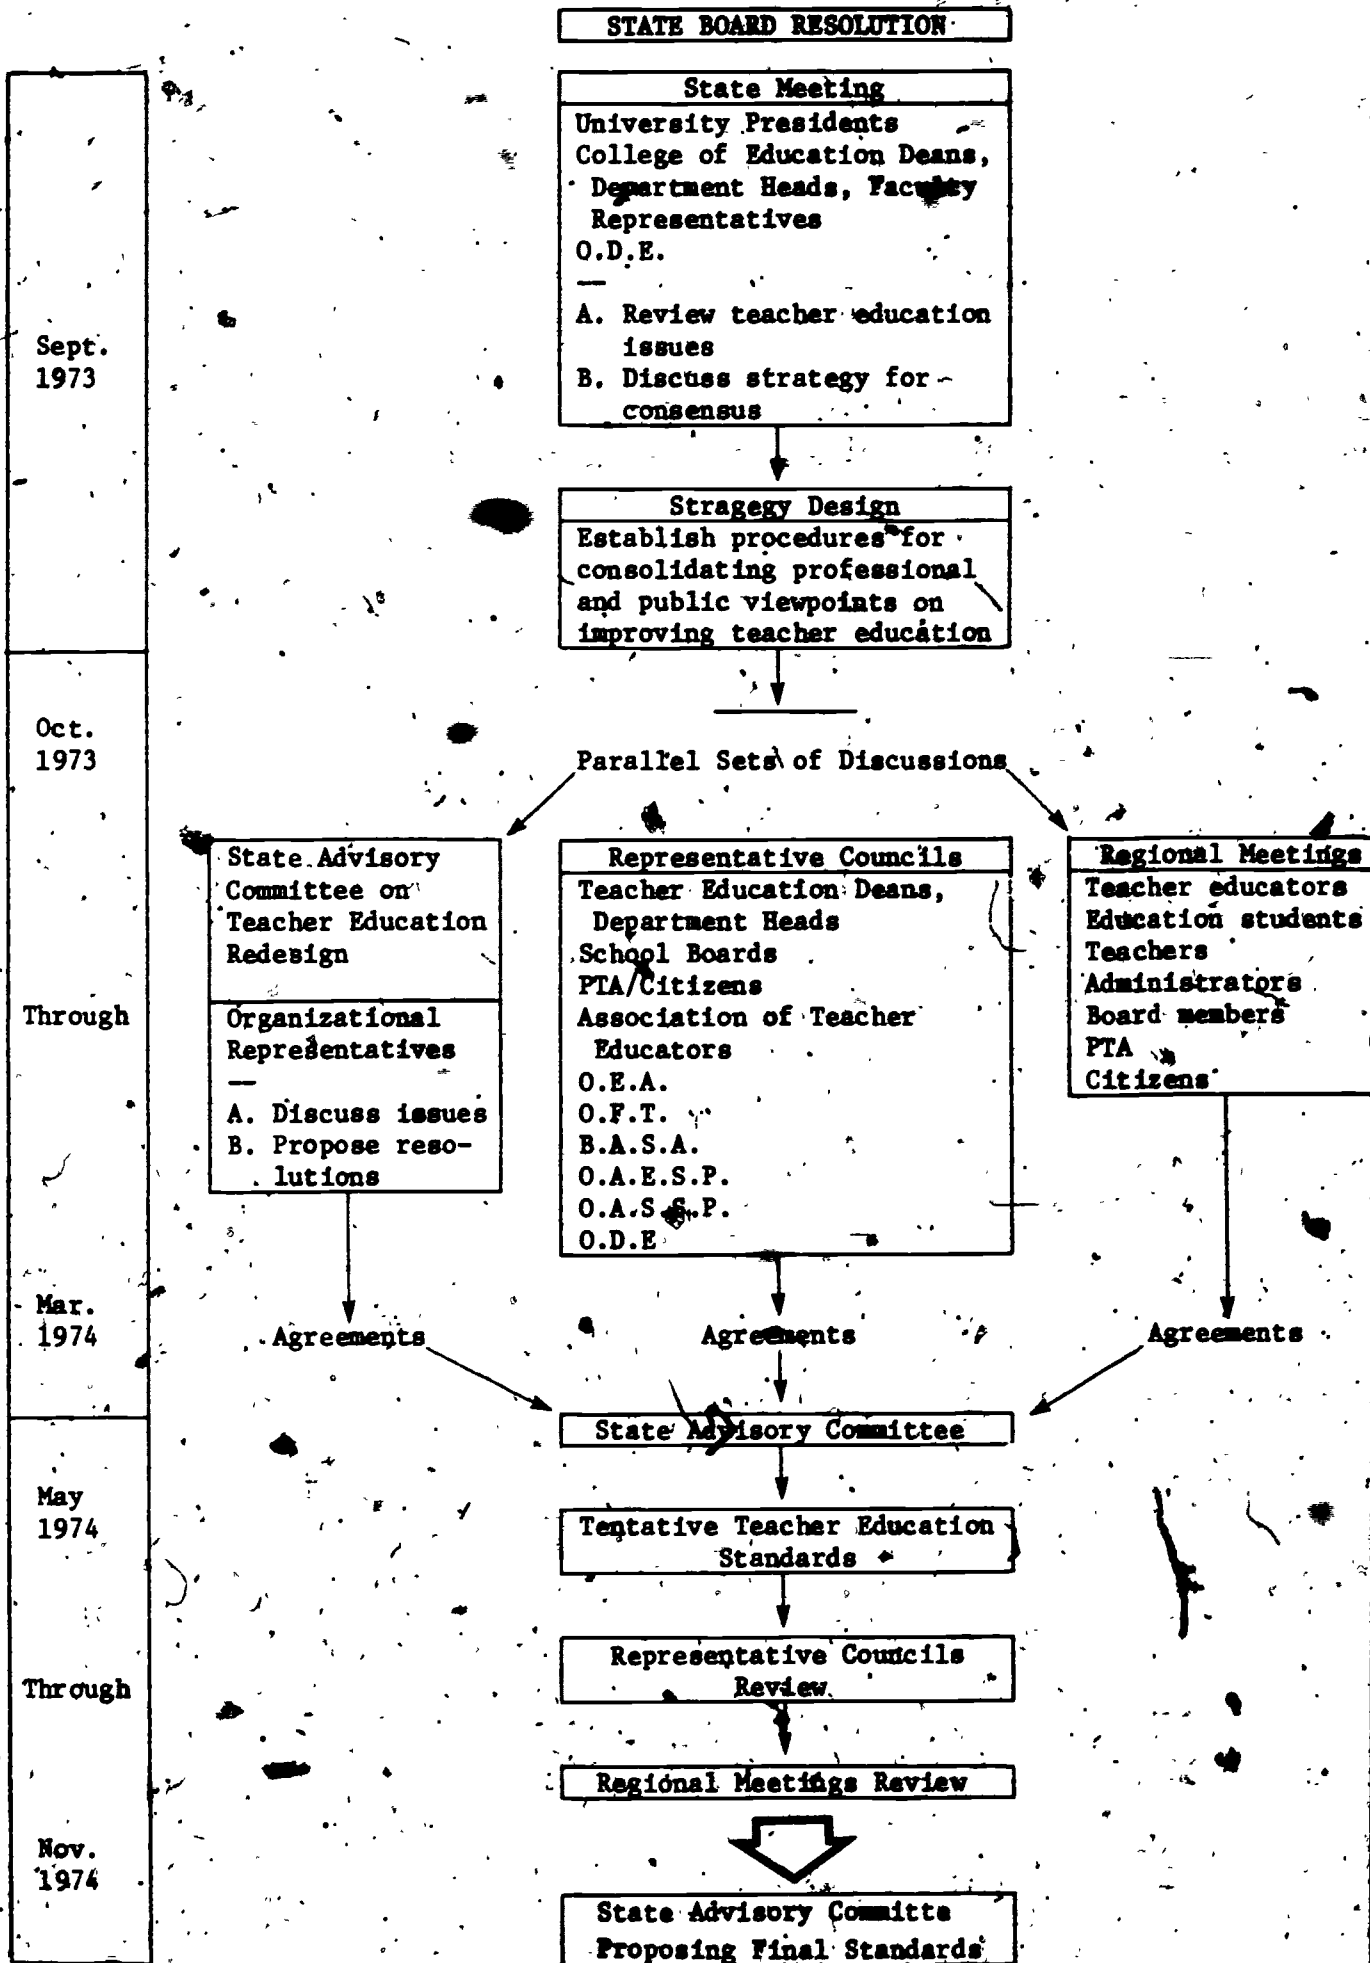 STATE BOARD RESOLUTION
State Meeting
University Presidents
College of Education Deans,
Department Heads, Faculty
Representatives
O.D.E.
—
A. Review teacher education
issues
B. Discuss strategy for
consensus
Sept.
1973
Stragegy Design
Establish procedures for
consolidating professional
and public viewpoints on
improving teacher education
Oct.
1973
Parallel Sets of Discussions
State Advisory
Committee on
Teacher Education
Redesign
Organizational
Representatives
—
A. Discuss issues
B. Propose reso-
lutions
Representative Councils
Teacher Education Deans,
Department Heads
School Boards
PTA/Citizens
Association of Teacher
Educators
O.E.A.
O.F.T.
B.A.S.A.
O.A.E.S.P.
O.A.S.S.P.
O.D.E
Regional Meetings
Teacher educators
Education students
Teachers
Administrators
Board members
PTA
Citizens
Through
Mar.
1974
Agreements
Agreements
Agreements
State Advisory Committee
May
1974
Tentative Teacher Education
Standards
Representative Councils
Review
Through
Regional Meetings Review
Nov.
1974
State Advisory Committe
Proposing Final Standards